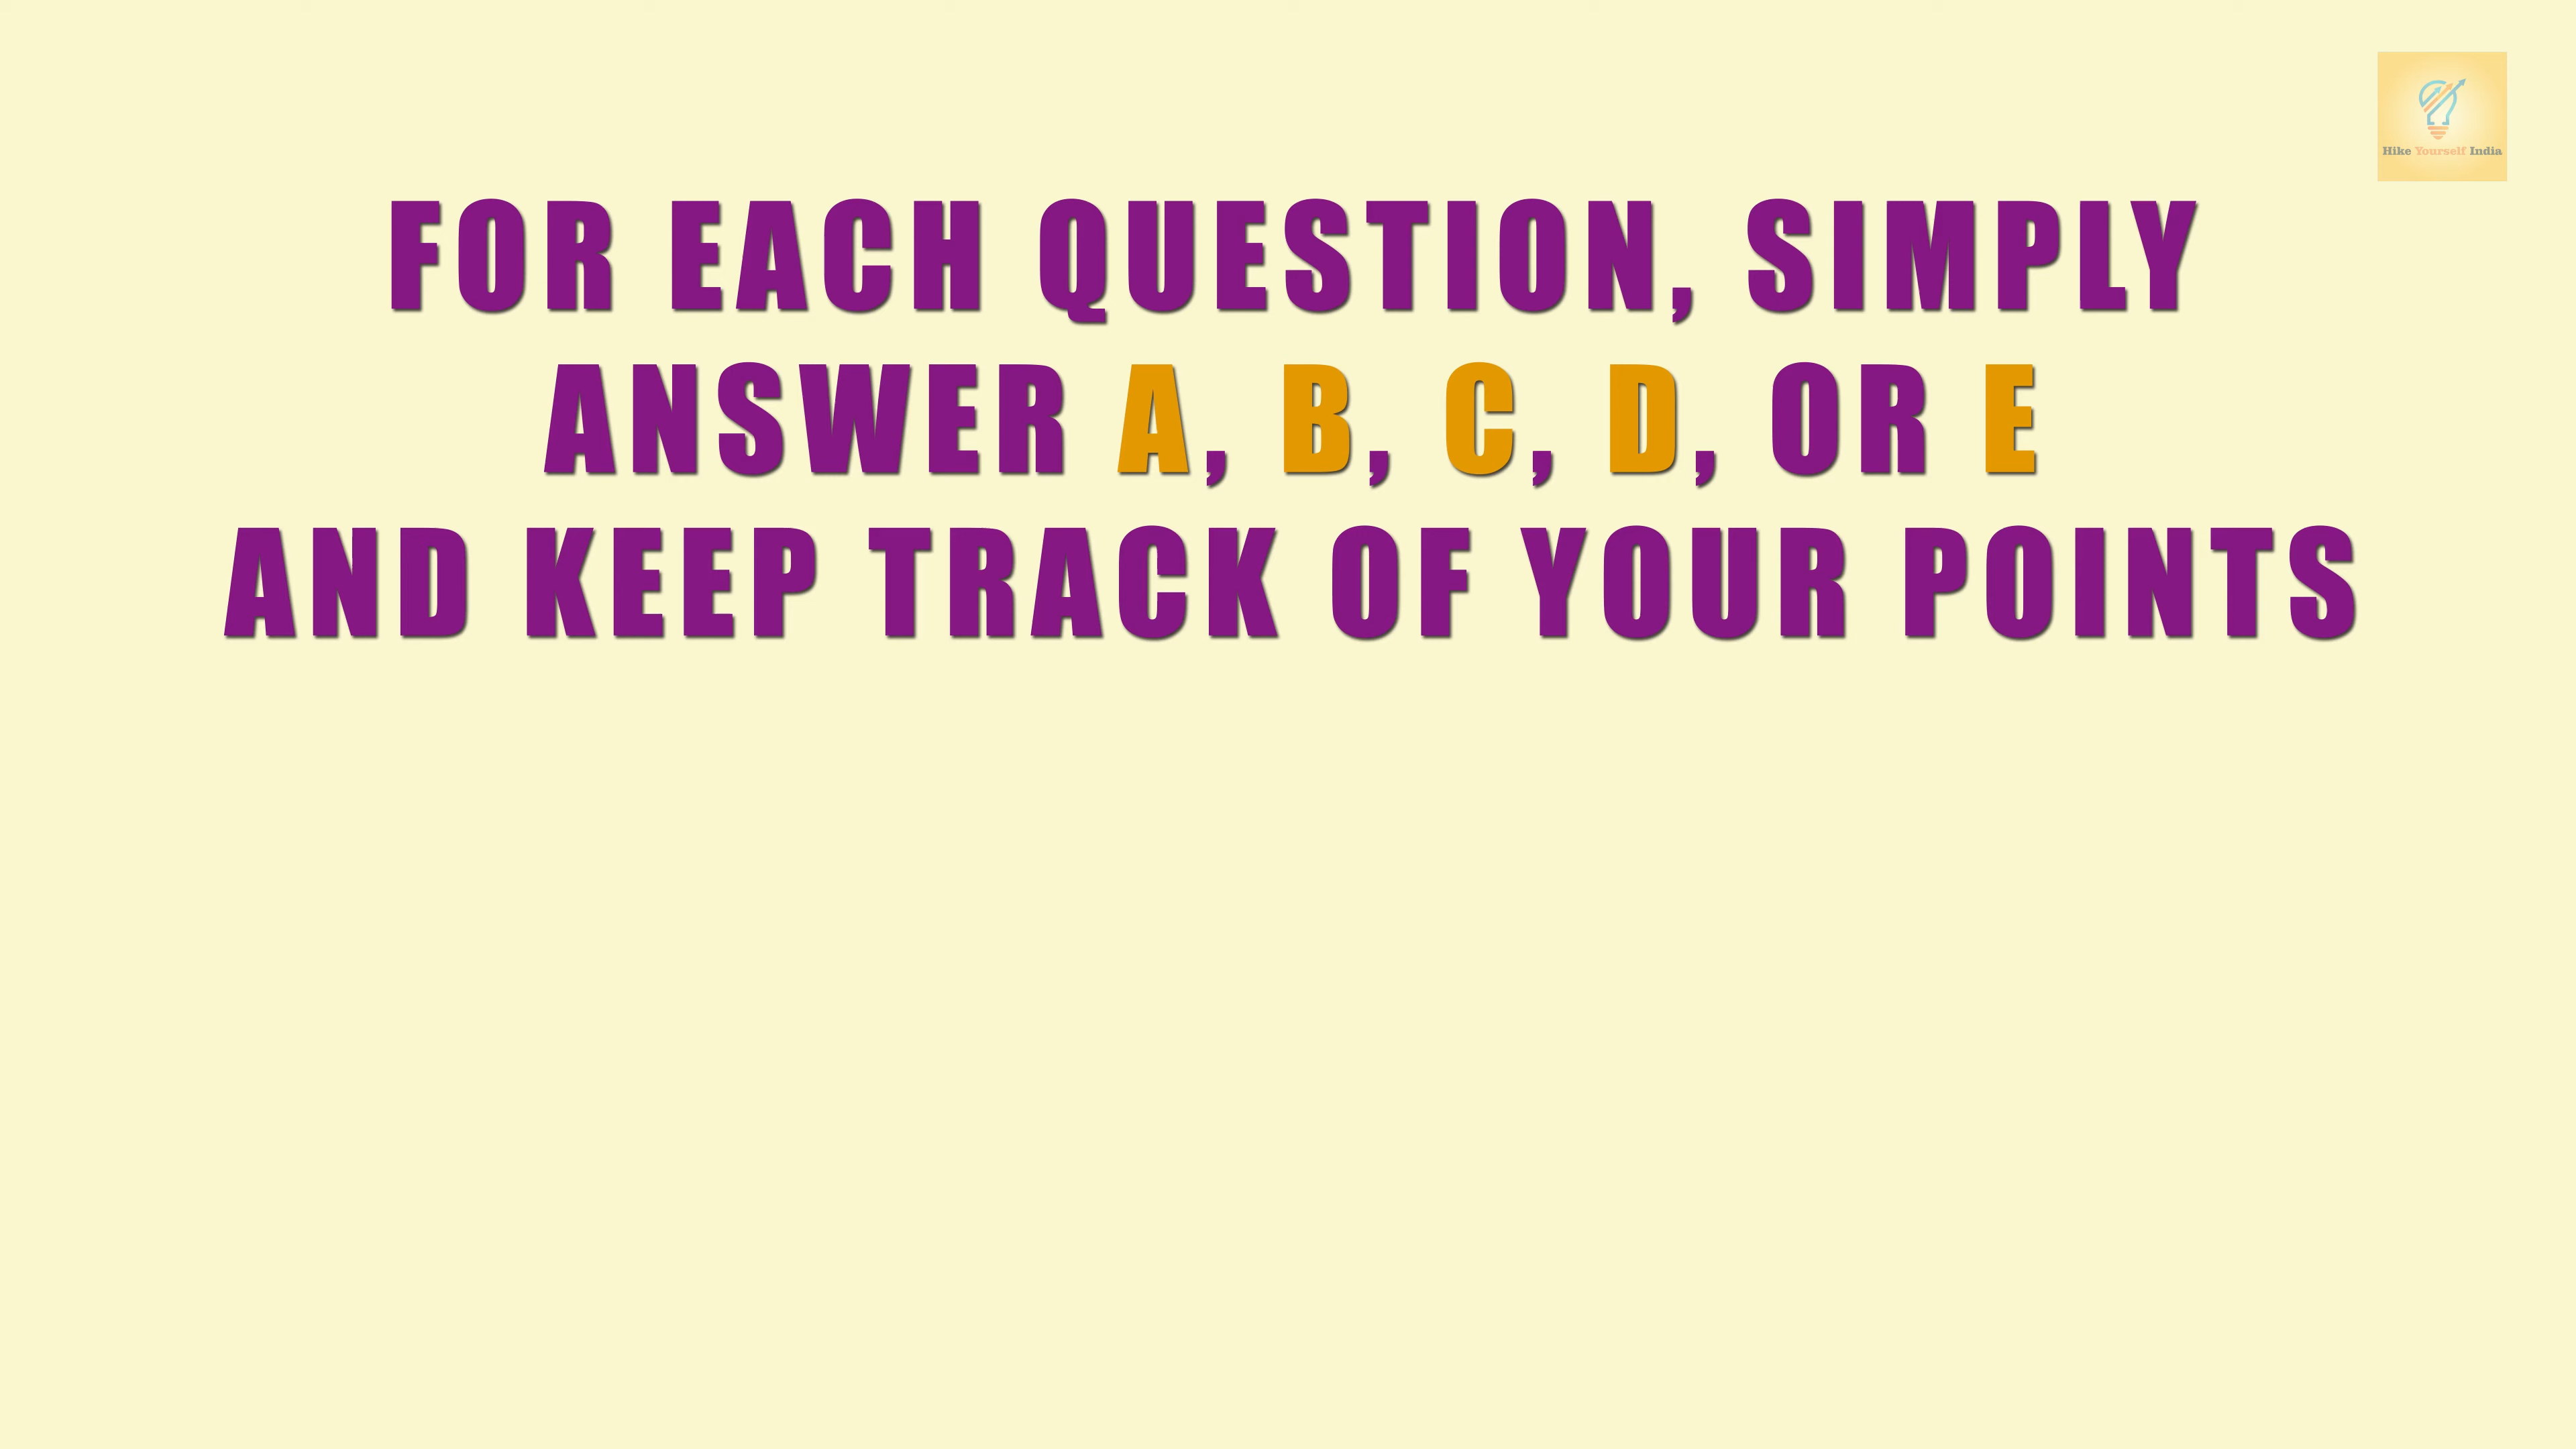 Hike Yourself India
FOR EACH QUESTION, SIMPLY
ANSWER A, B, C, D, OR E
AND KEEP TRACK OF YOUR POINTS